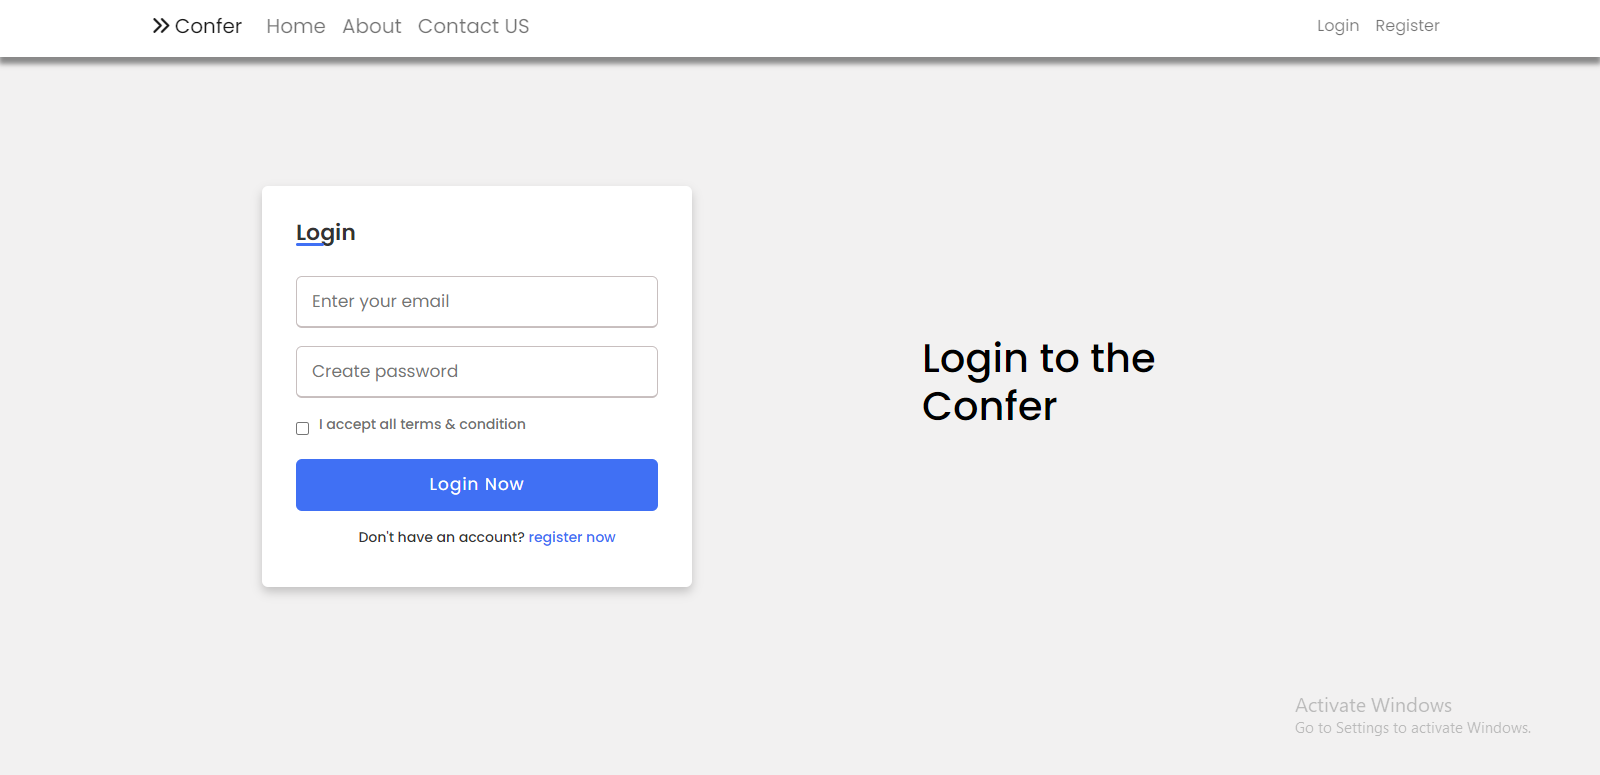 Confer Home About Contact US Login Register
Login
Enter your email
Create password
I accept all terms & condition
Login Now
Don't have an account? register now
Login to the
Confer
Activate Windows
Go to Settings to activate Windows.